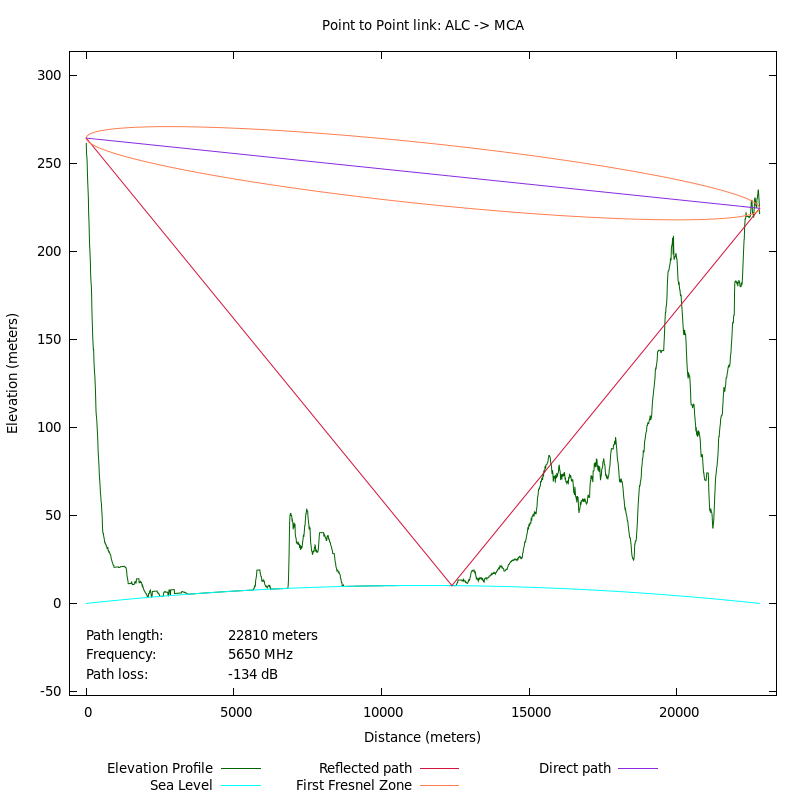 Point to Point link: ALC -> MCA
300
250
200
150
100
50
0
-50
Elevation (meters)
Path length: 22810 meters
Frequency: 5650 MHz
Path loss: -134 dB
0 5000 10000 15000 20000
Distance (meters)
Elevation Profile Reflected path Direct path
Sea Level First Fresnel Zone